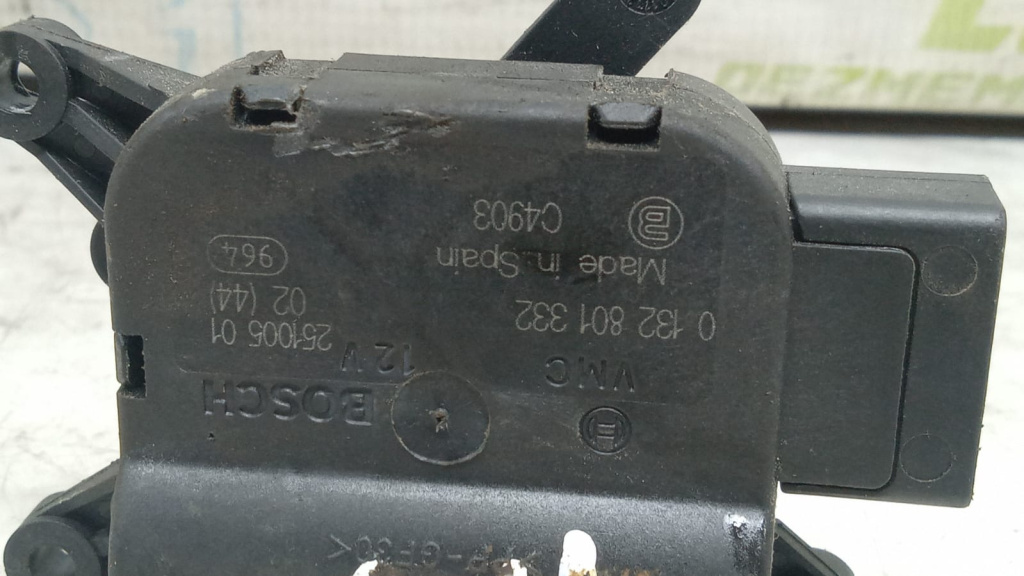 BOSCH
VMC
12 V
0 132 801 332
251005 01
02 (44)
Made in Spain
964
C4903